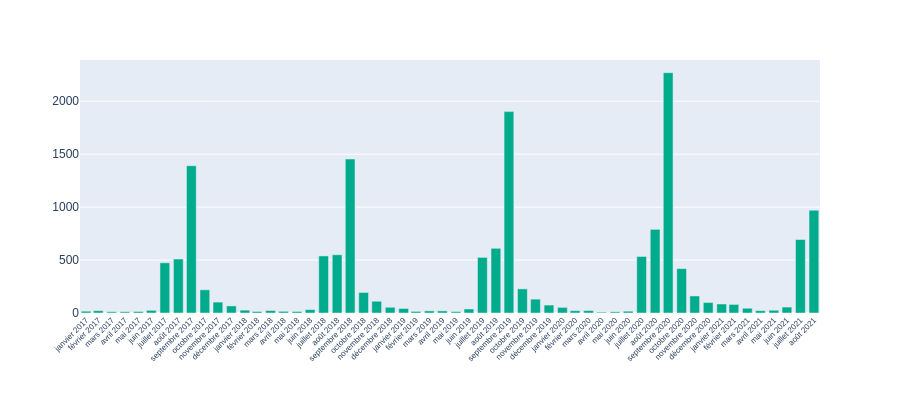 2000
1500
1000
500
0
janvier 2017
février 2017
mars 2017
avril 2017
mai 2017
juin 2017
juillet 2017
août 2017
septembre 2017
octobre 2017
novembre 2017
décembre 2017
janvier 2018
février 2018
mars 2018
avril 2018
mai 2018
juin 2018
juillet 2018
août 2018
septembre 2018
octobre 2018
novembre 2018
décembre 2018
janvier 2019
février 2019
mars 2019
avril 2019
mai 2019
juin 2019
juillet 2019
août 2019
septembre 2019
octobre 2019
novembre 2019
décembre 2019
janvier 2020
février 2020
mars 2020
avril 2020
mai 2020
juin 2020
juillet 2020
août 2020
septembre 2020
octobre 2020
novembre 2020
décembre 2020
janvier 2021
février 2021
mars 2021
avril 2021
mai 2021
juin 2021
juillet 2021
août 2021